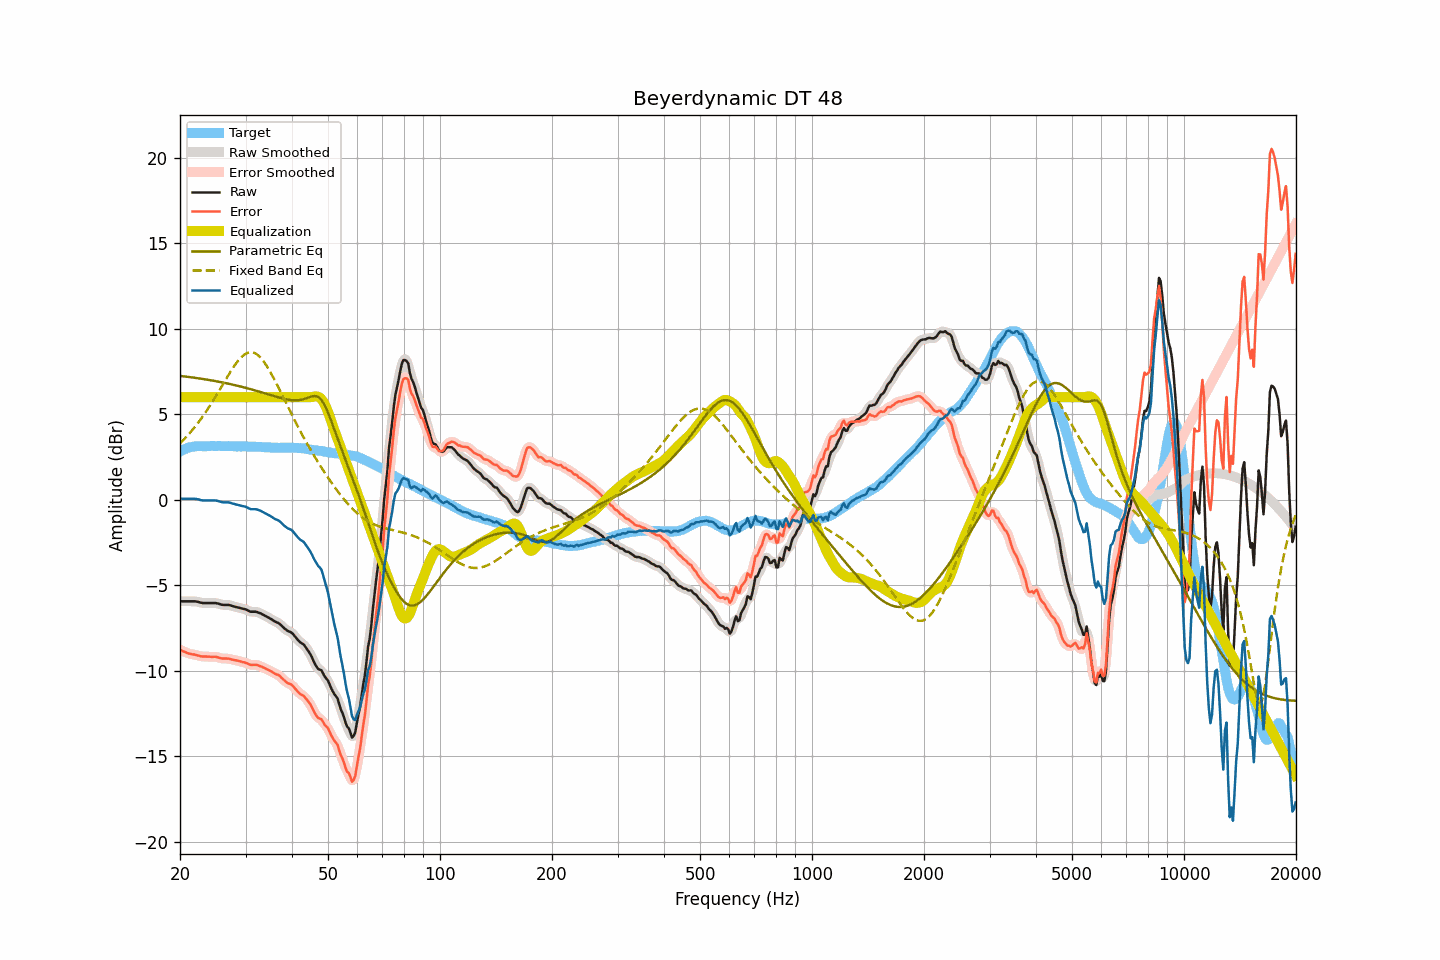 Beyerdynamic DT 48
Target
Raw Smoothed
Error Smoothed
Raw
Error
Equalization
Parametric Eq
Fixed Band Eq
Equalized
Amplitude (dBr)
20
15
10
5
0
−5
−10
−15
−20
20 50 100 200 500 1000 2000 5000 10000 20000
Frequency (Hz)